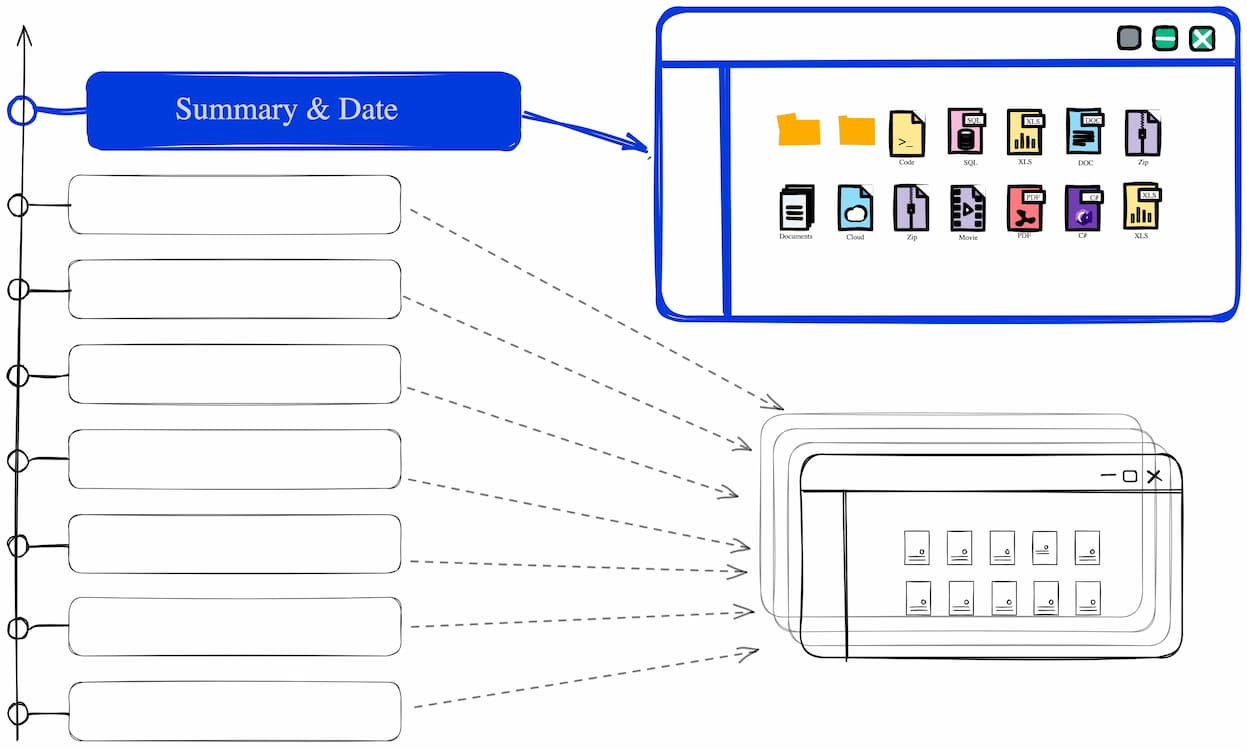 Summary & Date
SQL XLS DOC
>_
Code SQL XLS DOC Zip
PDF C# XLS
Documents Cloud Zip Movie PDF C# XLS